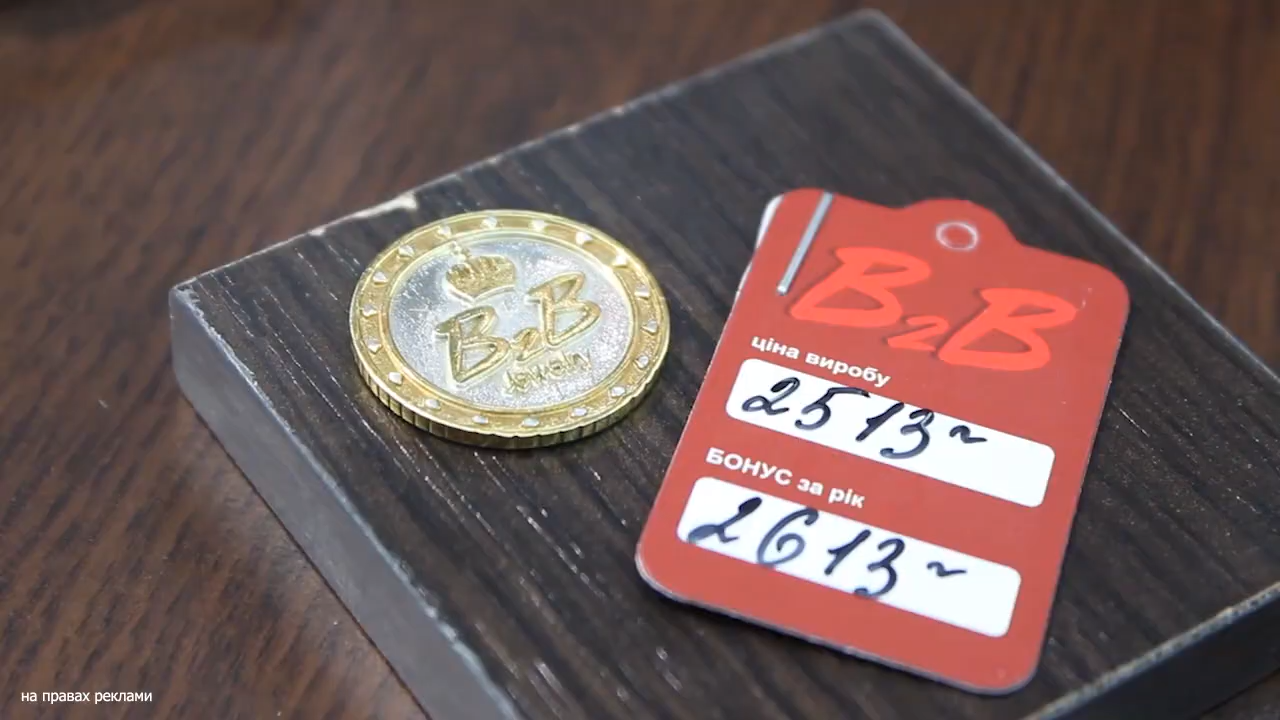 B2B
Jewelry
B2B
ціна виробу
2513~
БОНУС за рік
2613~
на правах реклами